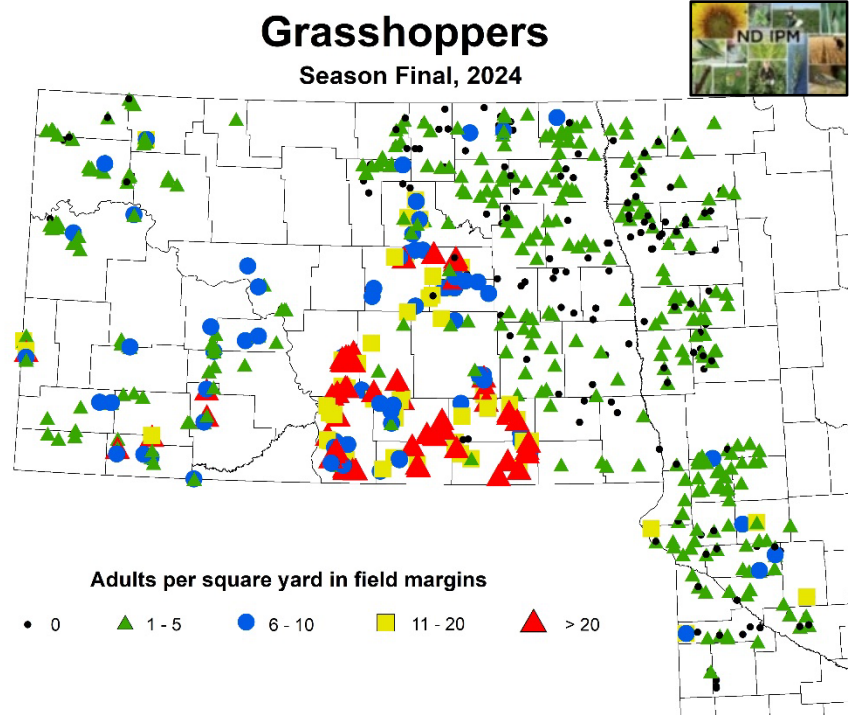 Grasshoppers
Season Final, 2024
ND IPM
Adults per square yard in field margins
0 1 - 5 6 - 10 11 - 20 > 20